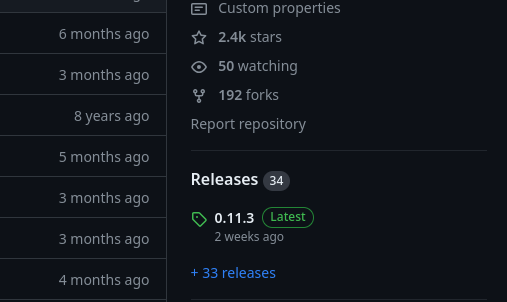 6 months ago
3 months ago
8 years ago
5 months ago
3 months ago
3 months ago
4 months ago
Custom properties
2.4k stars
50 watching
192 forks
Report repository
Releases 34
0.11.3 Latest
2 weeks ago
+ 33 releases